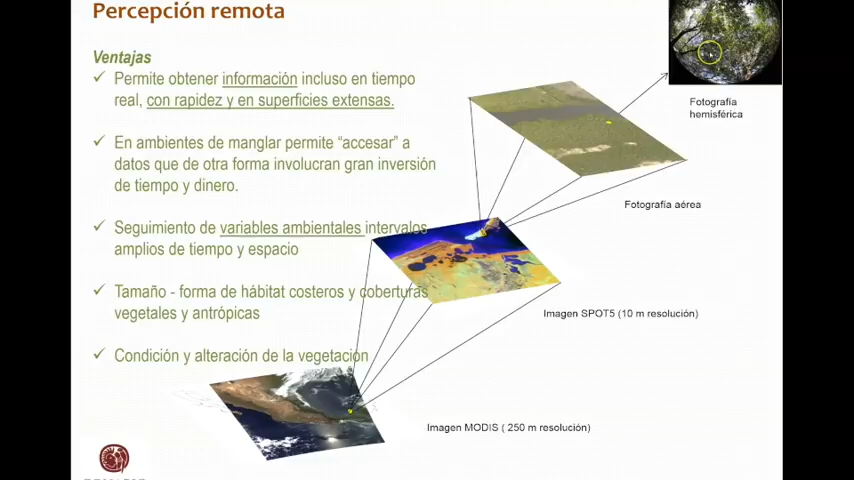 Percepción remota
Ventajas
✓ Permite obtener información incluso en tiempo
real, con rapidez y en superficies extensas.
✓ En ambientes de manglar permite “accesar” a
datos que de otra forma involucran gran inversión
de tiempo y dinero.
✓ Seguimiento de variables ambientales intervalos
amplios de tiempo y espacio
✓ Tamaño - forma de hábitat costeros y coberturas
vegetales y antrópicas
✓ Condición y alteración de la vegetación
Fotografía
hemisférica
Fotografía aérea
Imagen SPOT5 (10 m resolución)
Imagen MODIS ( 250 m resolución)